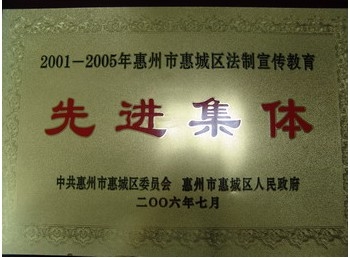 2001－2005年惠州市惠城区法制宣传教育
先进集体
中共惠州市惠城区委员会 惠州市惠城区人民政府
二〇〇六年七月